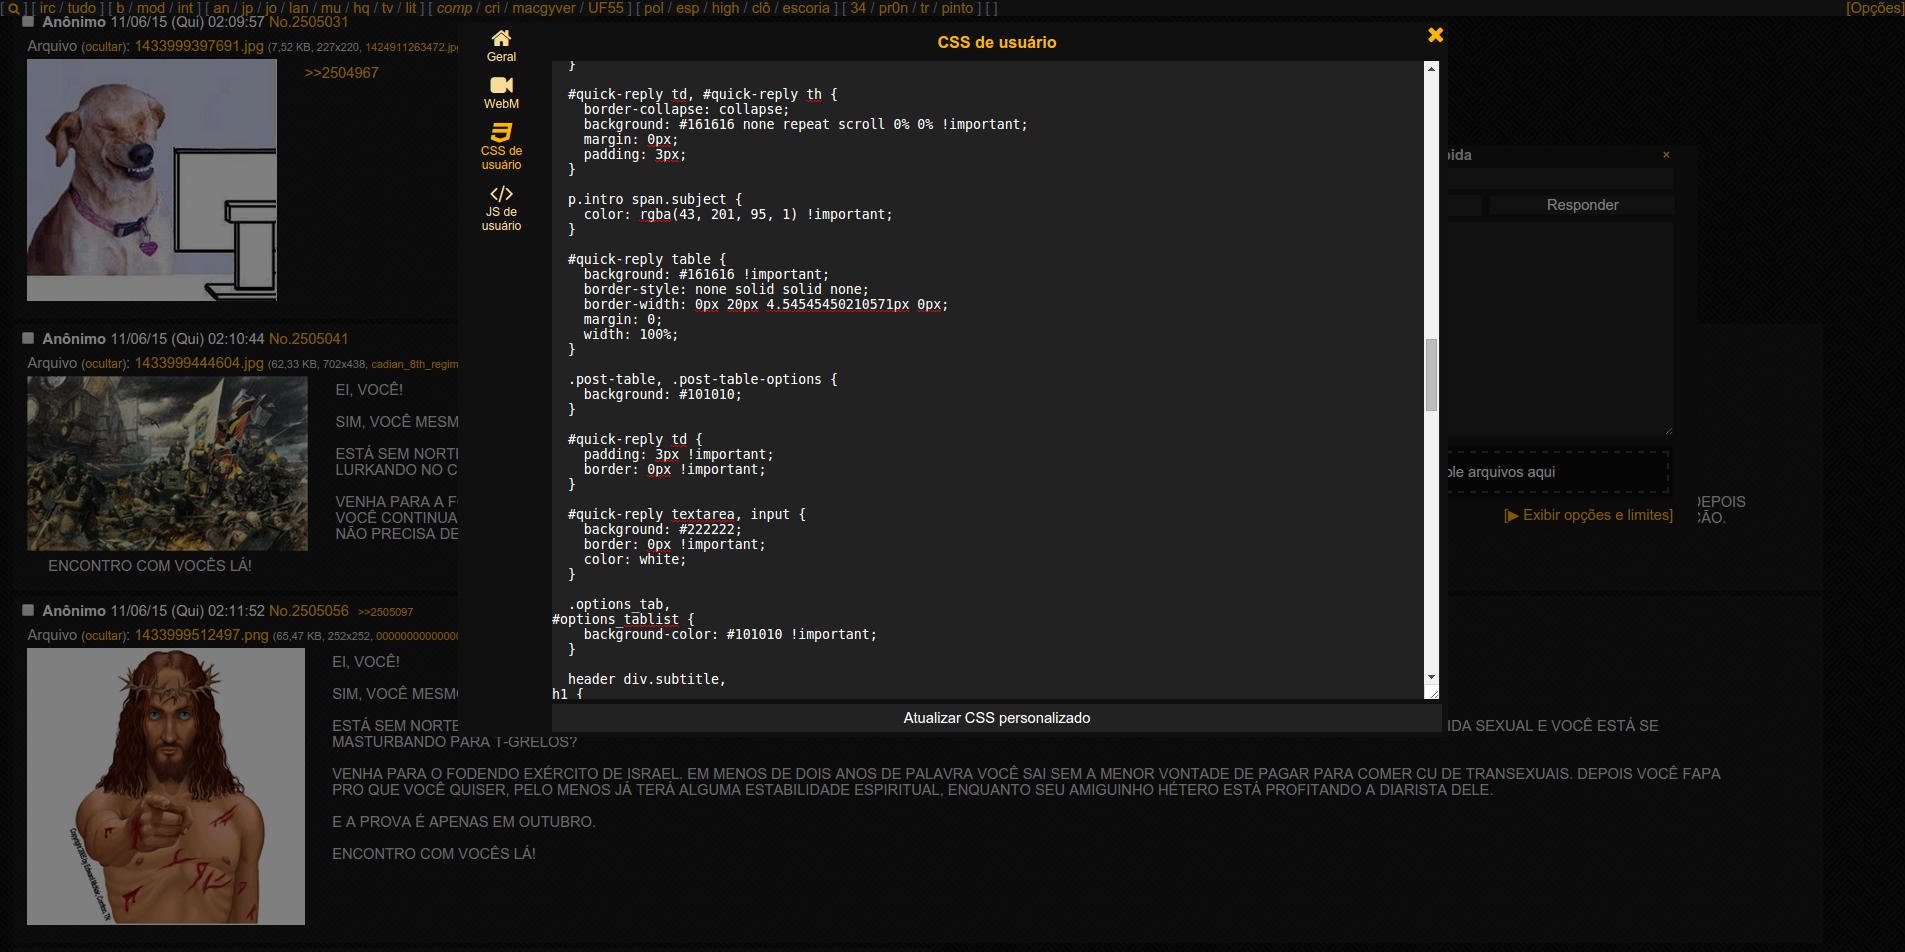 [ ] [ irc / tudo ] [ b / mod / int ] [ an / jp / jo / lan / mu / hq / tv / lit ] [ comp / cri / macgyver / UF55 ] [ pol / esp / high / clô / escoria ] [ 34 / pr0n / tr / pinto ] [ ]
[Opções]
Anônimo 11/06/15 (Qui) 02:09:57 No.2505031
Arquivo (ocultar): 1433999397691.jpg (7,52 KB, 227x220, 1424911263472.jpg
>>2504967
Anônimo 11/06/15 (Qui) 02:10:44 No.2505041
Arquivo (ocultar): 1433999444604.jpg (62,33 KB, 702x438, cadian_8th_regim
EI, VOCÊ!
SIM, VOCÊ MESM
ESTÁ SEM NORTE
LURKANDO NO C
VENHA PARA A F
VOCÊ CONTINUA
NÃO PRECISA DE
DEPOIS
ÇÃO.
ENCONTRO COM VOCÊS LÁ!
Anônimo 11/06/15 (Qui) 02:11:52 No.2505056 >>2505097
Arquivo (ocultar): 1433999512497.png (65,47 KB, 252x252, 0000000000000
EI, VOCÊ!
SIM, VOCÊ MESMO
ESTÁ SEM NORTE
IDA SEXUAL E VOCÊ ESTÁ SE
MASTURBANDO PARA T-GRELOS?
VENHA PARA O FODENDO EXÉRCITO DE ISRAEL. EM MENOS DE DOIS ANOS DE PALAVRA VOCÊ SAI SEM A MENOR VONTADE DE PAGAR PARA COMER CU DE TRANSEXUAIS. DEPOIS VOCÊ FAPA
PRO QUE VOCÊ QUISER, PELO MENOS JÁ TERÁ ALGUMA ESTABILIDADE ESPIRITUAL, ENQUANTO SEU AMIGUINHO HÉTERO ESTÁ PROFITANDO A DIARISTA DELE.
E A PROVA É APENAS EM OUTUBRO.
ENCONTRO COM VOCÊS LÁ!
Geral
WebM
CSS de
usuário
JS de
usuário
CSS de usuário
}
#quick-reply td, #quick-reply th {
border-collapse: collapse;
background: #161616 none repeat scroll 0% 0% !important;
margin: 0px;
padding: 3px;
}
p.intro span.subject {
color: rgba(43, 201, 95, 1) !important;
}
#quick-reply table {
background: #161616 !important;
border-style: none solid solid none;
border-width: 0px 20px 4.54545450210571px 0px;
margin: 0;
width: 100%;
}
.post-table, .post-table-options {
background: #101010;
}
#quick-reply td {
padding: 3px !important;
border: 0px !important;
}
#quick-reply textarea, input {
background: #222222;
border: 0px !important;
color: white;
}
.options_tab,
#options_tablist {
background-color: #101010 !important;
}
header div.subtitle,
h1 {
Atualizar CSS personalizado
pida
×
Responder
ole arquivos aqui
[▶ Exibir opções e limites]